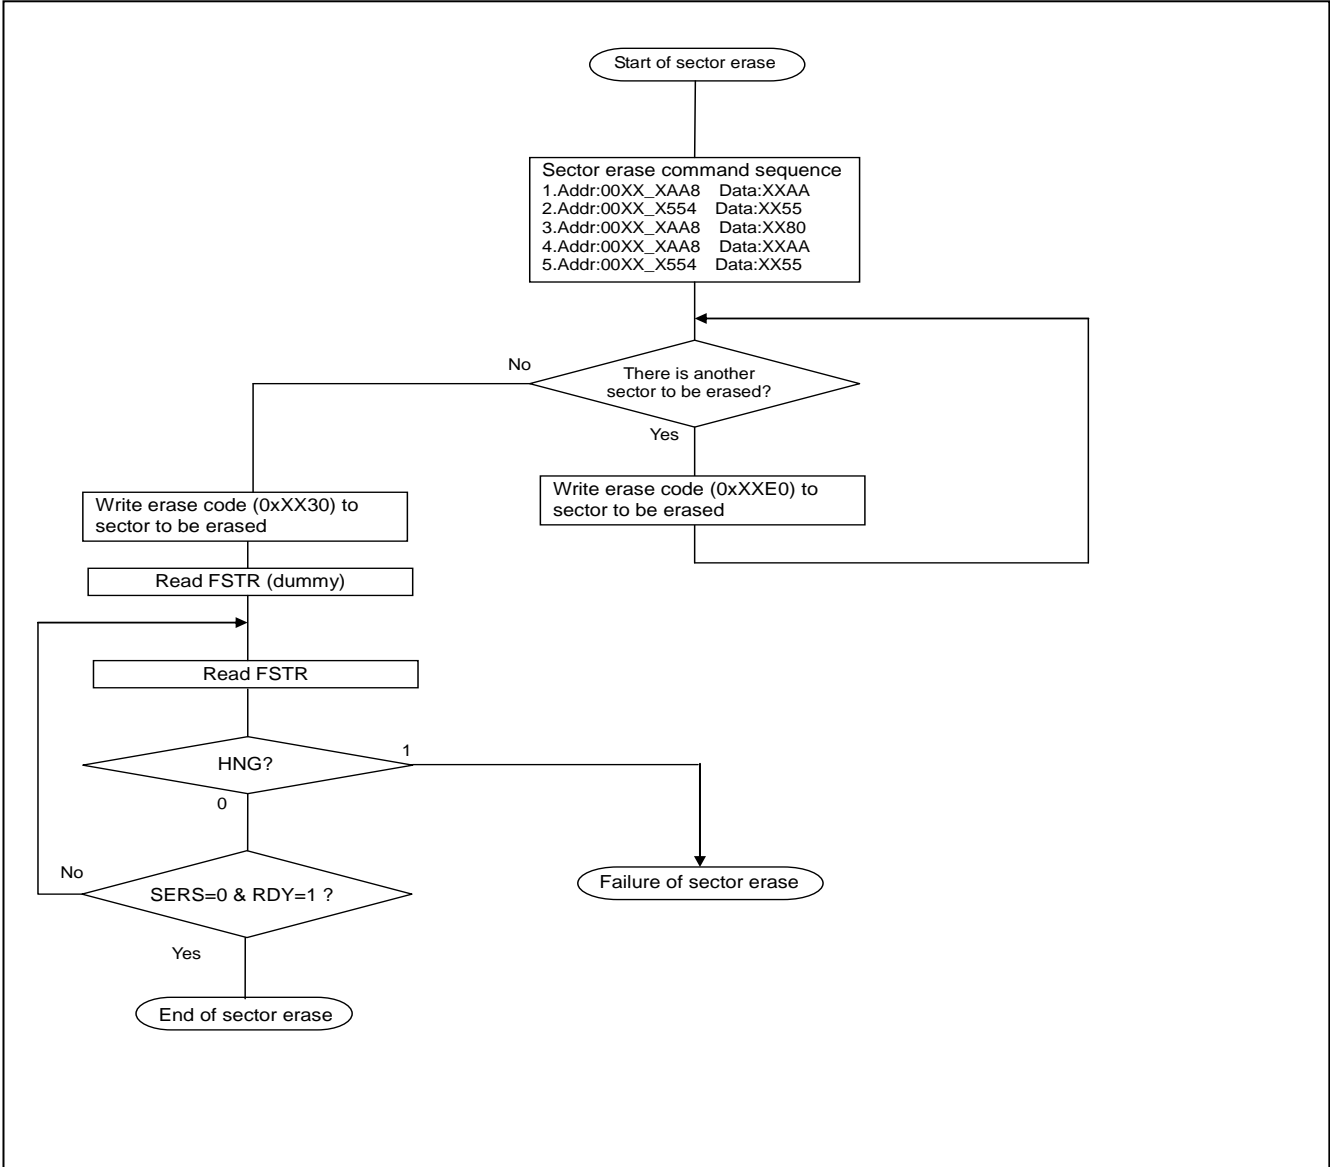 Start of sector erase
Sector erase command sequence
1.Addr:00XX_XAA8 Data:XXAA
2.Addr:00XX_X554 Data:XX55
3.Addr:00XX_XAA8 Data:XX80
4.Addr:00XX_XAA8 Data:XXAA
5.Addr:00XX_X554 Data:XX55
No
There is another
sector to be erased?
Yes
Write erase code (0xXX30) to
sector to be erased
Write erase code (0xXXE0) to
sector to be erased
Read FSTR (dummy)
Read FSTR
1
HNG?
0
No
SERS=0 & RDY=1 ?
Failure of sector erase
Yes
End of sector erase